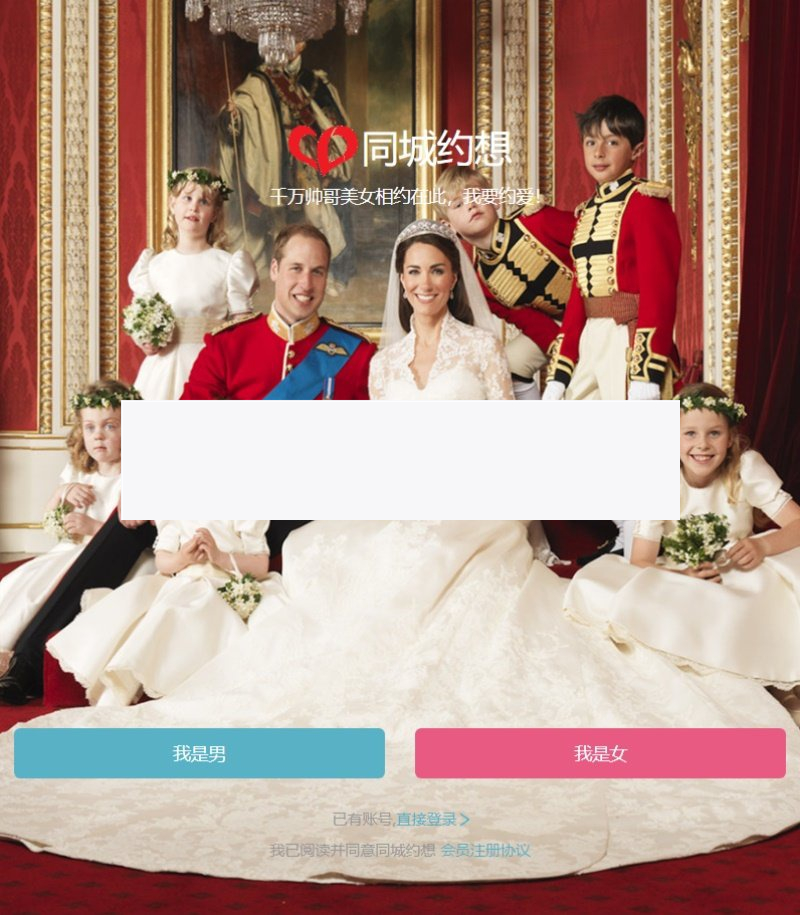 同城约想
千万帅哥美女相约在此，我要约爱！
我是男
我是女
已有账号,直接登录
我已阅读并同意同城约想 会员注册协议